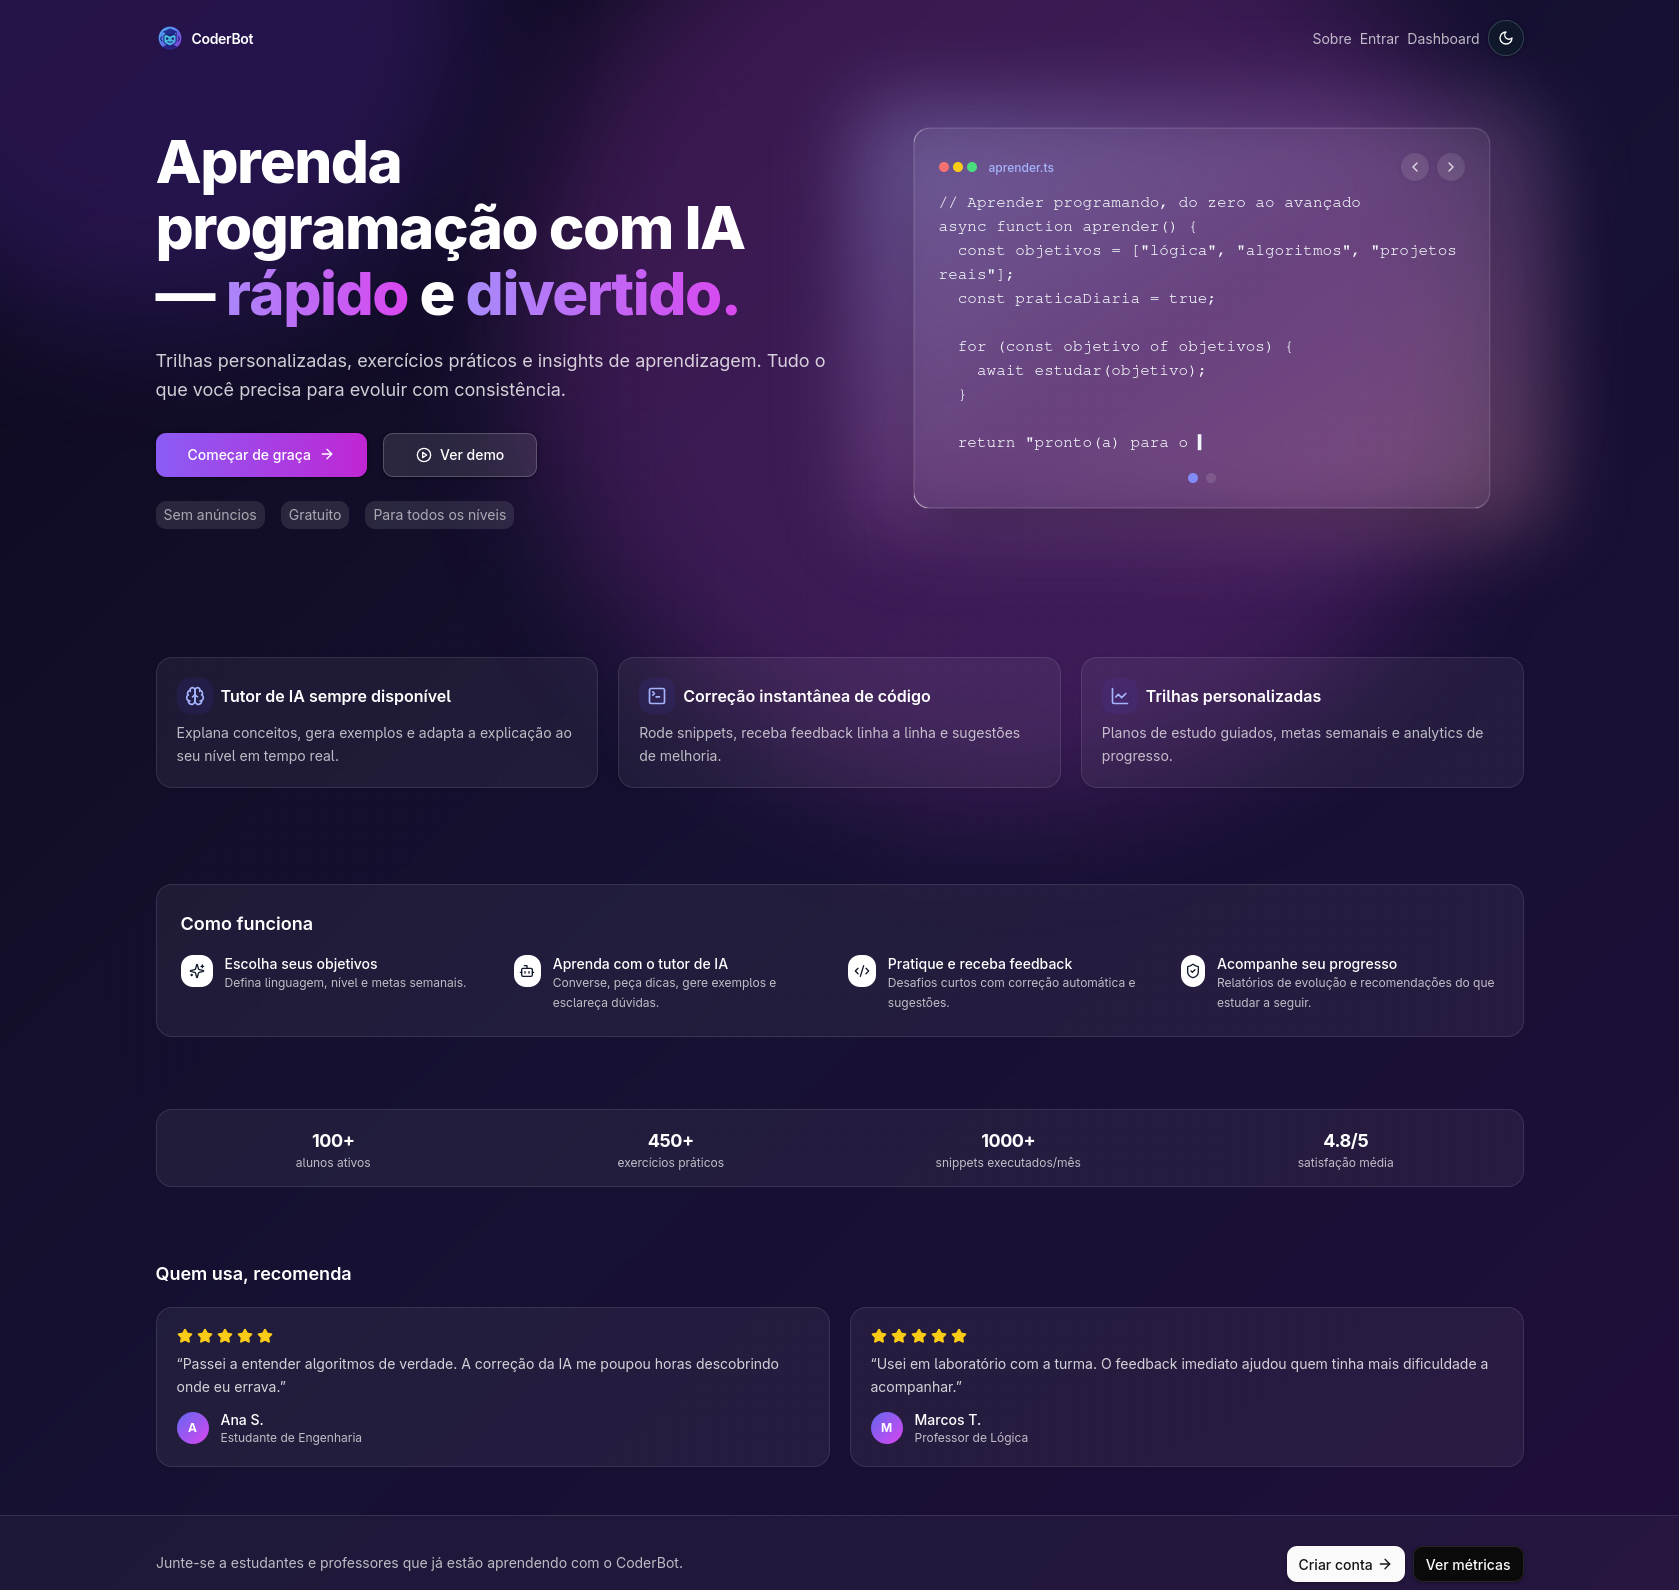 CoderBot
Sobre Entrar Dashboard
Aprenda
programação com IA
— rápido e divertido.
Trilhas personalizadas, exercícios práticos e insights de aprendizagem. Tudo o
que você precisa para evoluir com consistência.
Começar de graça
Ver demo
Sem anúncios
Gratuito
Para todos os níveis
aprender.ts
// Aprender programando, do zero ao avançado
async function aprender() {
  const objetivos = ["lógica", "algoritmos", "projetos
reais"];
  const praticaDiaria = true;
  for (const objetivo of objetivos) {
    await estudar(objetivo);
  }
  return "pronto(a) para o
Tutor de IA sempre disponível
Explana conceitos, gera exemplos e adapta a explicação ao
seu nível em tempo real.
Correção instantânea de código
Rode snippets, receba feedback linha a linha e sugestões
de melhoria.
Trilhas personalizadas
Planos de estudo guiados, metas semanais e analytics de
progresso.
Como funciona
Escolha seus objetivos
Defina linguagem, nível e metas semanais.
Aprenda com o tutor de IA
Converse, peça dicas, gere exemplos e
esclareça dúvidas.
Pratique e receba feedback
Desafios curtos com correção automática e
sugestões.
Acompanhe seu progresso
Relatórios de evolução e recomendações do que
estudar a seguir.
100+
alunos ativos
450+
exercícios práticos
1000+
snippets executados/mês
4.8/5
satisfação média
Quem usa, recomenda
“Passei a entender algoritmos de verdade. A correção da IA me poupou horas descobrindo
onde eu errava.”
A
Ana S.
Estudante de Engenharia
“Usei em laboratório com a turma. O feedback imediato ajudou quem tinha mais dificuldade a
acompanhar.”
M
Marcos T.
Professor de Lógica
Junte-se a estudantes e professores que já estão aprendendo com o CoderBot.
Criar conta
Ver métricas